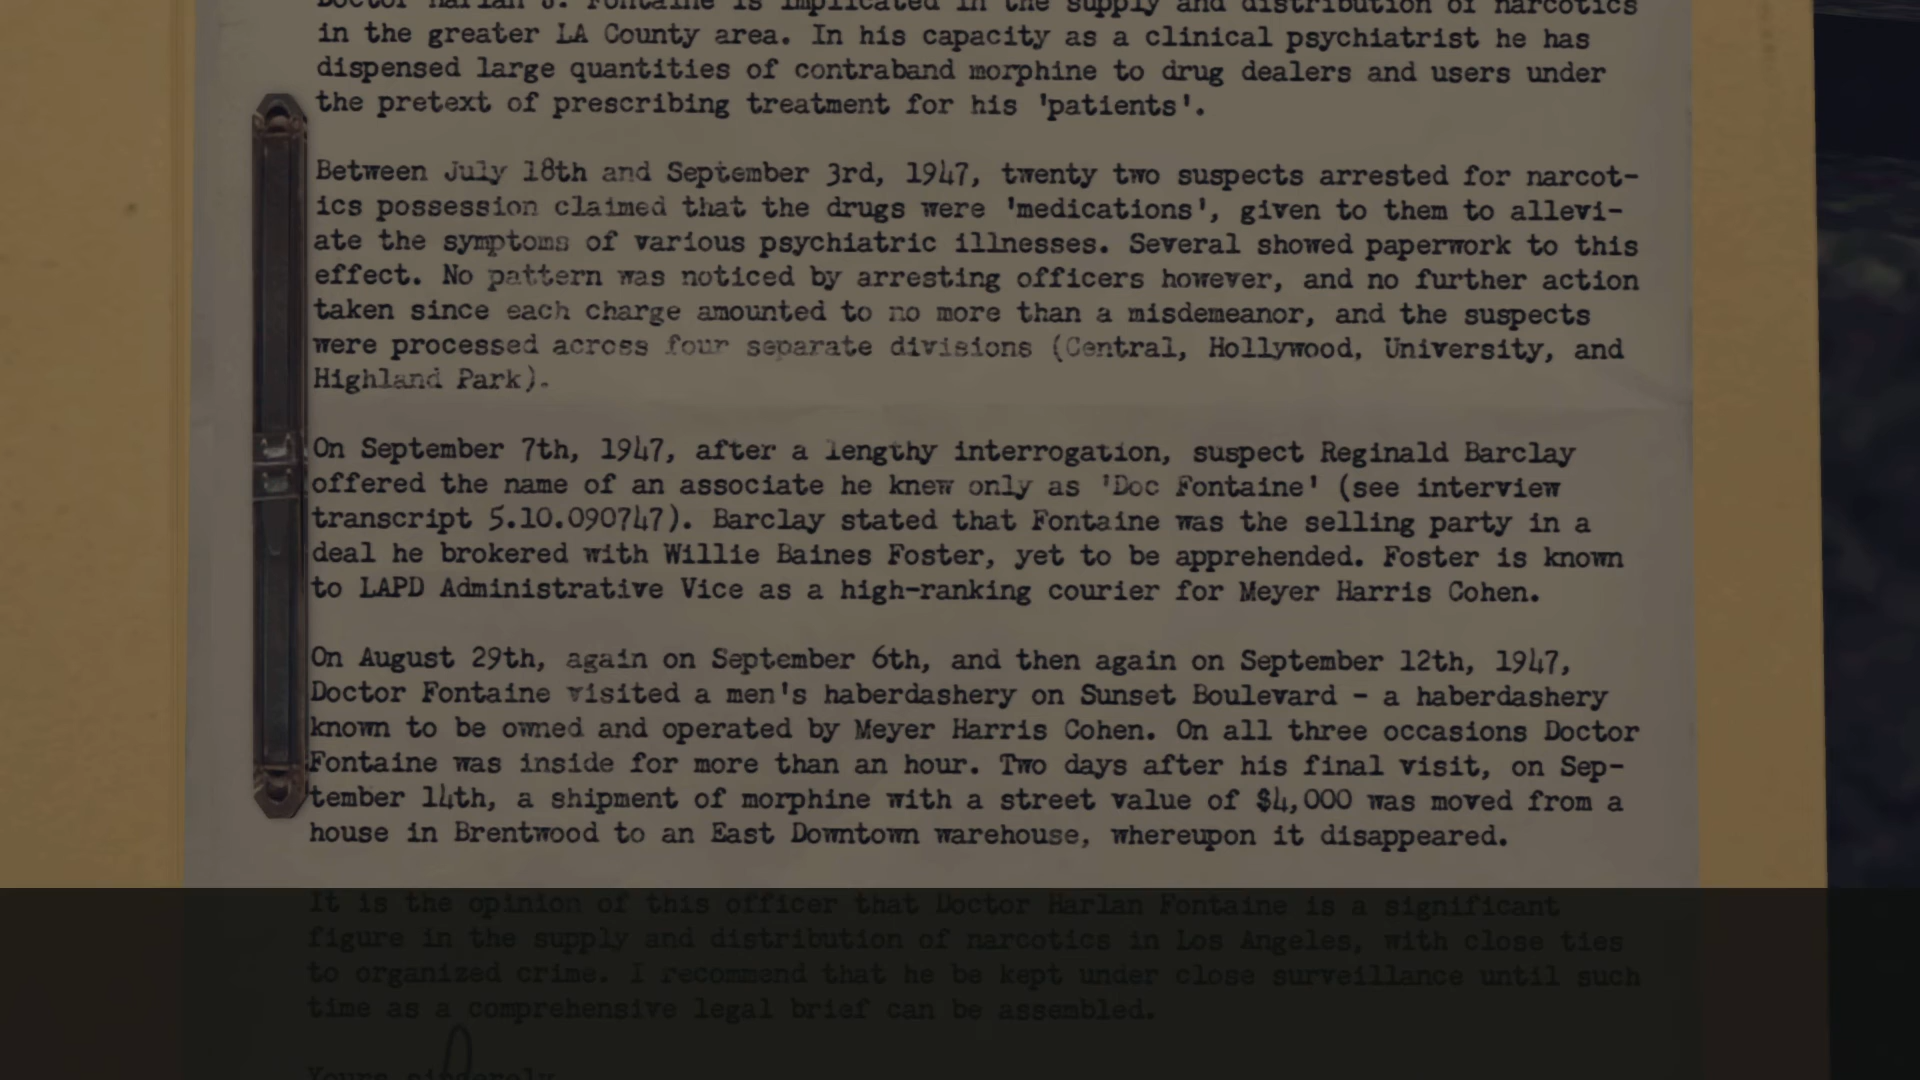 Doctor Harlan J. Fontaine is implicated in the supply and distribution of narcotics
in the greater LA County area. In his capacity as a clinical psychiatrist he has
dispensed large quantities of contraband morphine to drug dealers and users under
the pretext of prescribing treatment for his 'patients'.
Between July 18th and September 3rd, 1947, twenty two suspects arrested for narcot-
ics possession claimed that the drugs were 'medications', given to them to allevi-
ate the symptoms of various psychiatric illnesses. Several showed paperwork to this
effect. No pattern was noticed by arresting officers however, and no further action
taken since each charge amounted to no more than a misdemeanor, and the suspects
were processed across four separate divisions (Central, Hollywood, University, and
Highland Park).
On September 7th, 1947, after a lengthy interrogation, suspect Reginald Barclay
offered the name of an associate he knew only as 'Doc Fontaine' (see interview
transcript 5.10.090747). Barclay stated that Fontaine was the selling party in a
deal he brokered with Willie Baines Foster, yet to be apprehended. Foster is known
to LAPD Administrative Vice as a high-ranking courier for Meyer Harris Cohen.
On August 29th, again on September 6th, and then again on September 12th, 1947,
Doctor Fontaine visited a men's haberdashery on Sunset Boulevard - a haberdashery
known to be owned and operated by Meyer Harris Cohen. On all three occasions Doctor
Fontaine was inside for more than an hour. Two days after his final visit, on Sep-
tember 14th, a shipment of morphine with a street value of $4,000 was moved from a
house in Brentwood to an East Downtown warehouse, whereupon it disappeared.
It is the opinion of this officer that Doctor Harlan Fontaine is a significant
figure in the supply and distribution of narcotics in Los Angeles, with close ties
to organized crime. I recommend that he be kept under close surveillance until such
time as a comprehensive legal brief can be assembled.
Yours sincerely